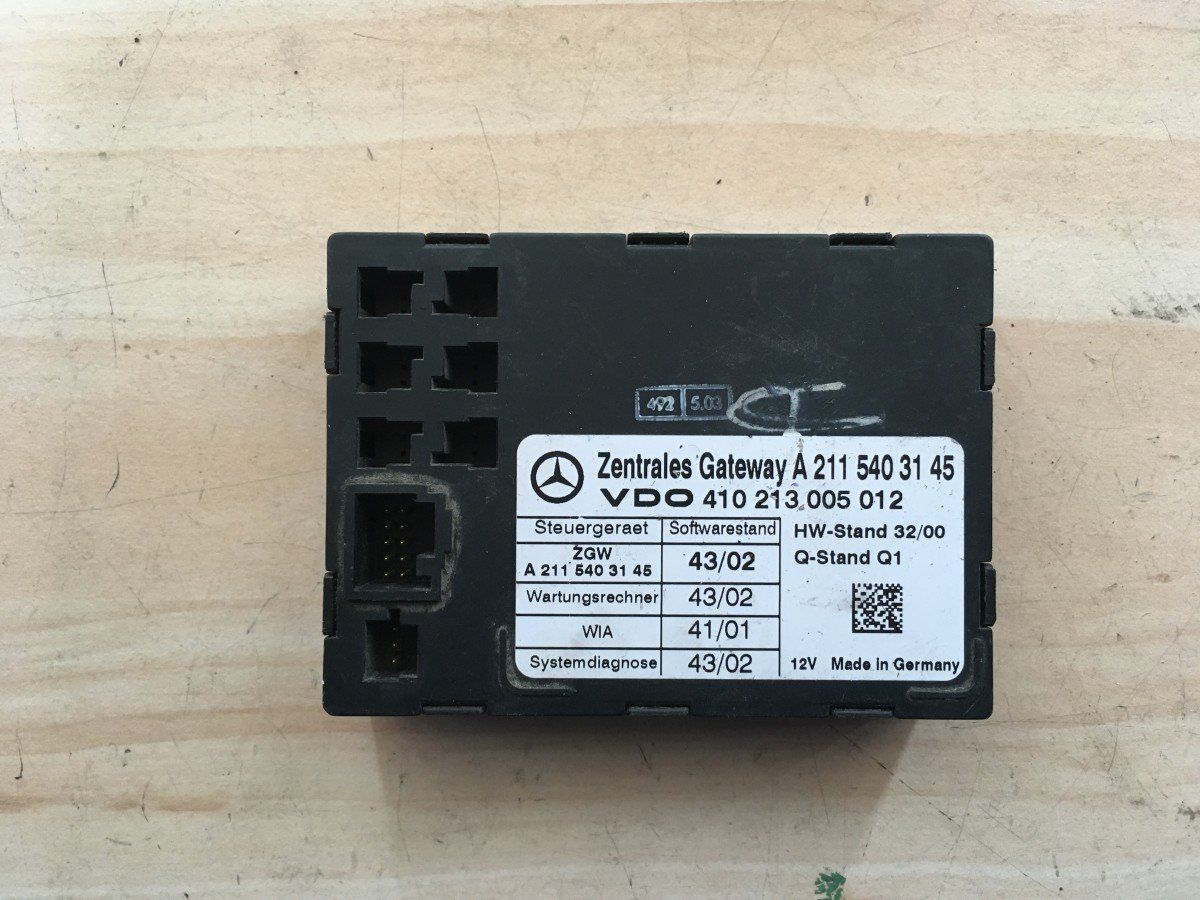 492 5.03
Zentrales Gateway A 211 540 31 45
VDO 410 213.005 012
Steuergeraet Softwarestand
HW-Stand 32/00
ZGW
A 211 540 31 45 43/02
Q-Stand Q1
Wartungsrechner 43/02
WIA 41/01
Systemdiagnose 43/02
12V Made in Germany